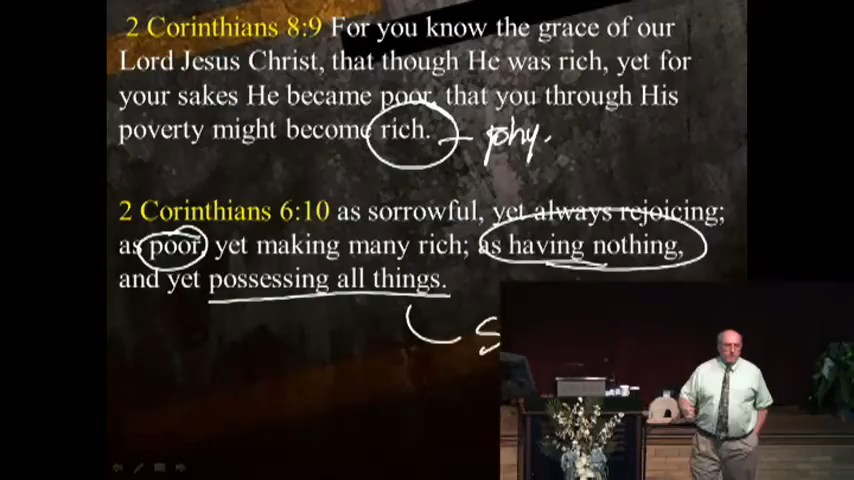 2 Corinthians 8:9 For you know the grace of our
Lord Jesus Christ, that though He was rich, yet for
your sakes He became poor, that you through His
poverty might become rich.
phy.
2 Corinthians 6:10 as sorrowful, yet always rejoicing;
as poor, yet making many rich; as having nothing,
and yet possessing all things.
S